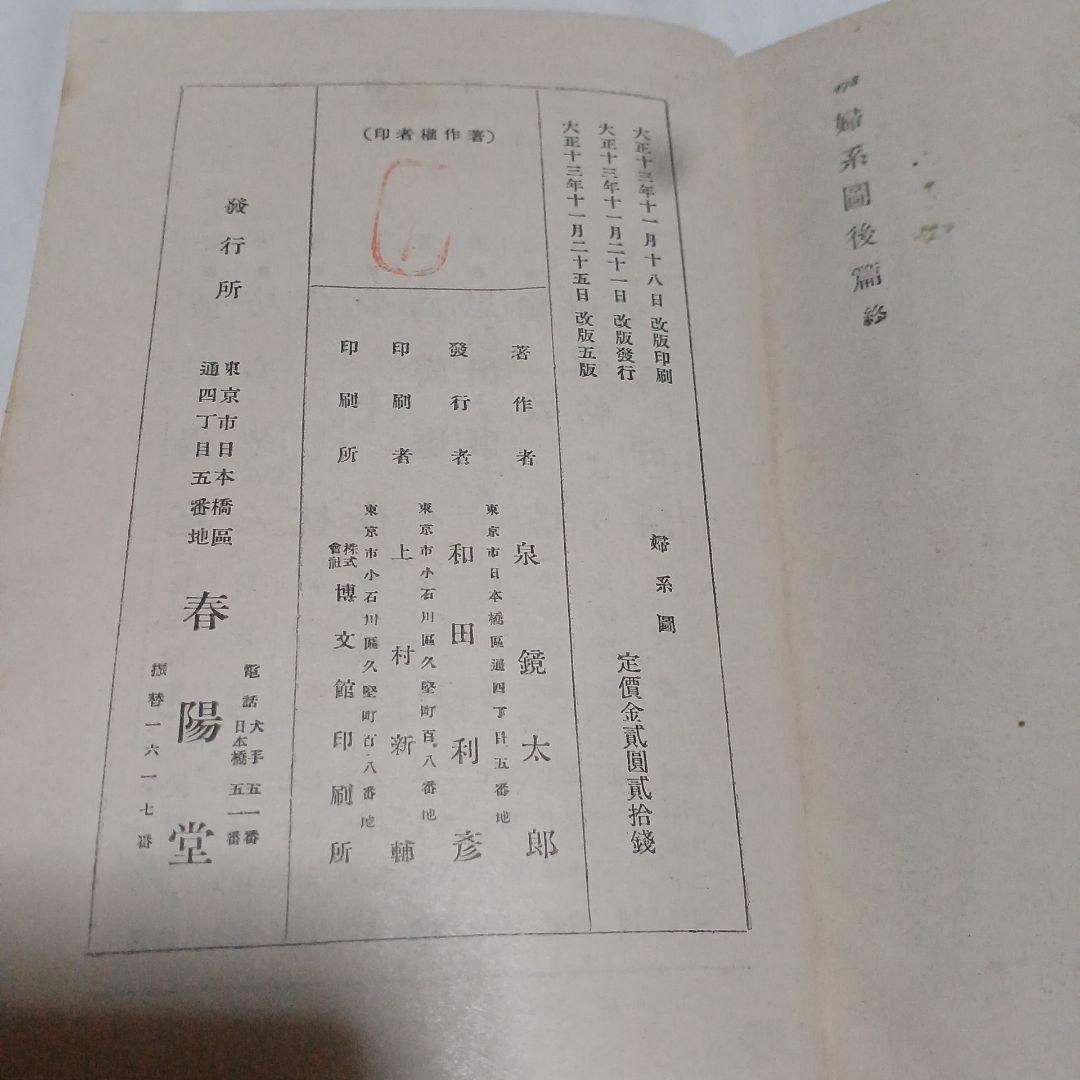 婦系圖後篇終
大正十三年十一月十八日改版印刷
大正十三年十一月二十一日改版發行
大正十三年十一月二十五日改版五版
婦系圖
定價金貳圓貳拾錢
(著作權者印)
著作者 泉鏡太郎
東京市日本橋區通四丁目五番地
發行者 和田利彥
東京市小石川區久堅町百八番地
印刷者 上村新輔
東京市小石川區久堅町百八番地
印刷所 株式會社博文館印刷所
發行所
東京市日本橋區
通四丁目五番地
春陽堂
電話 大手五一番
日本橋五一番
振替一六一七番